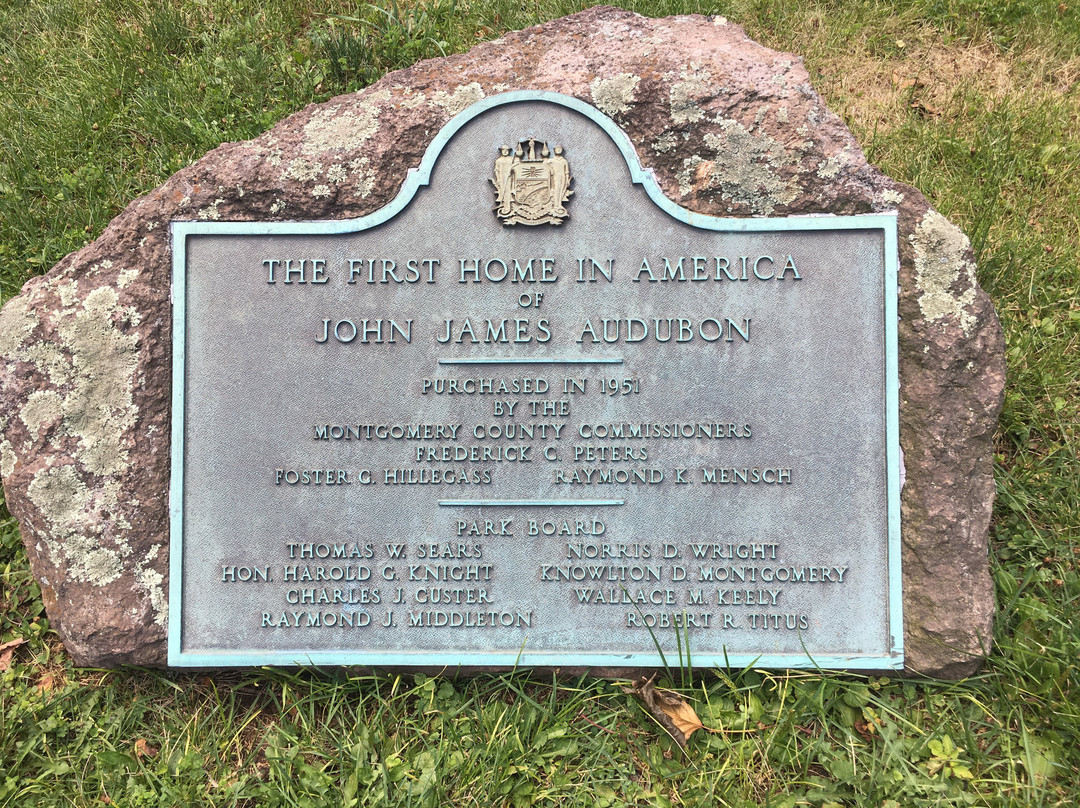 THE FIRST HOME IN AMERICA
OF
JOHN JAMES AUDUBON
PURCHASED IN 1951
BY THE
MONTGOMERY COUNTY COMMISSIONERS
FREDERICK C. PETERS
FOSTER G. HILLEGASS RAYMOND K. MENSCH
PARK BOARD
THOMAS W. SEARS NORRIS D. WRIGHT
HON. HAROLD G. KNIGHT KNOWLTON D. MONTGOMERY
CHARLES J. CUSTER WALLACE M. KEELY
RAYMOND J. MIDDLETON ROBERT R. TITUS